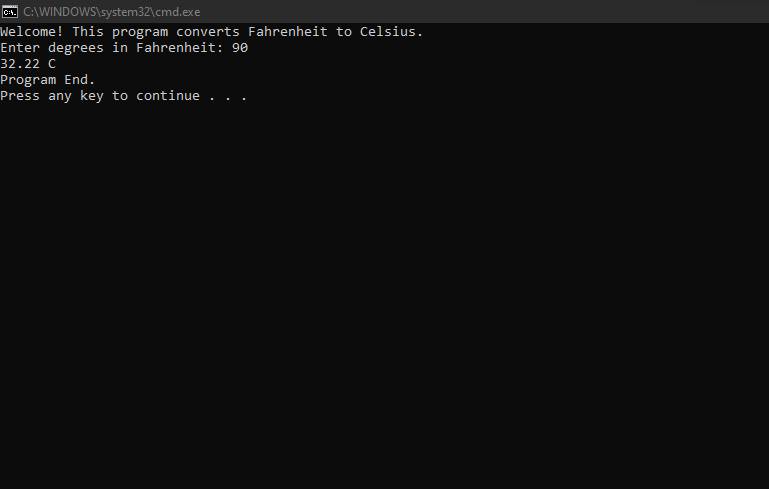 C:\WINDOWS\system32\cmd.exe
Welcome! This program converts Fahrenheit to Celsius.
Enter degrees in Fahrenheit: 90
32.22 C
Program End.
Press any key to continue . . .